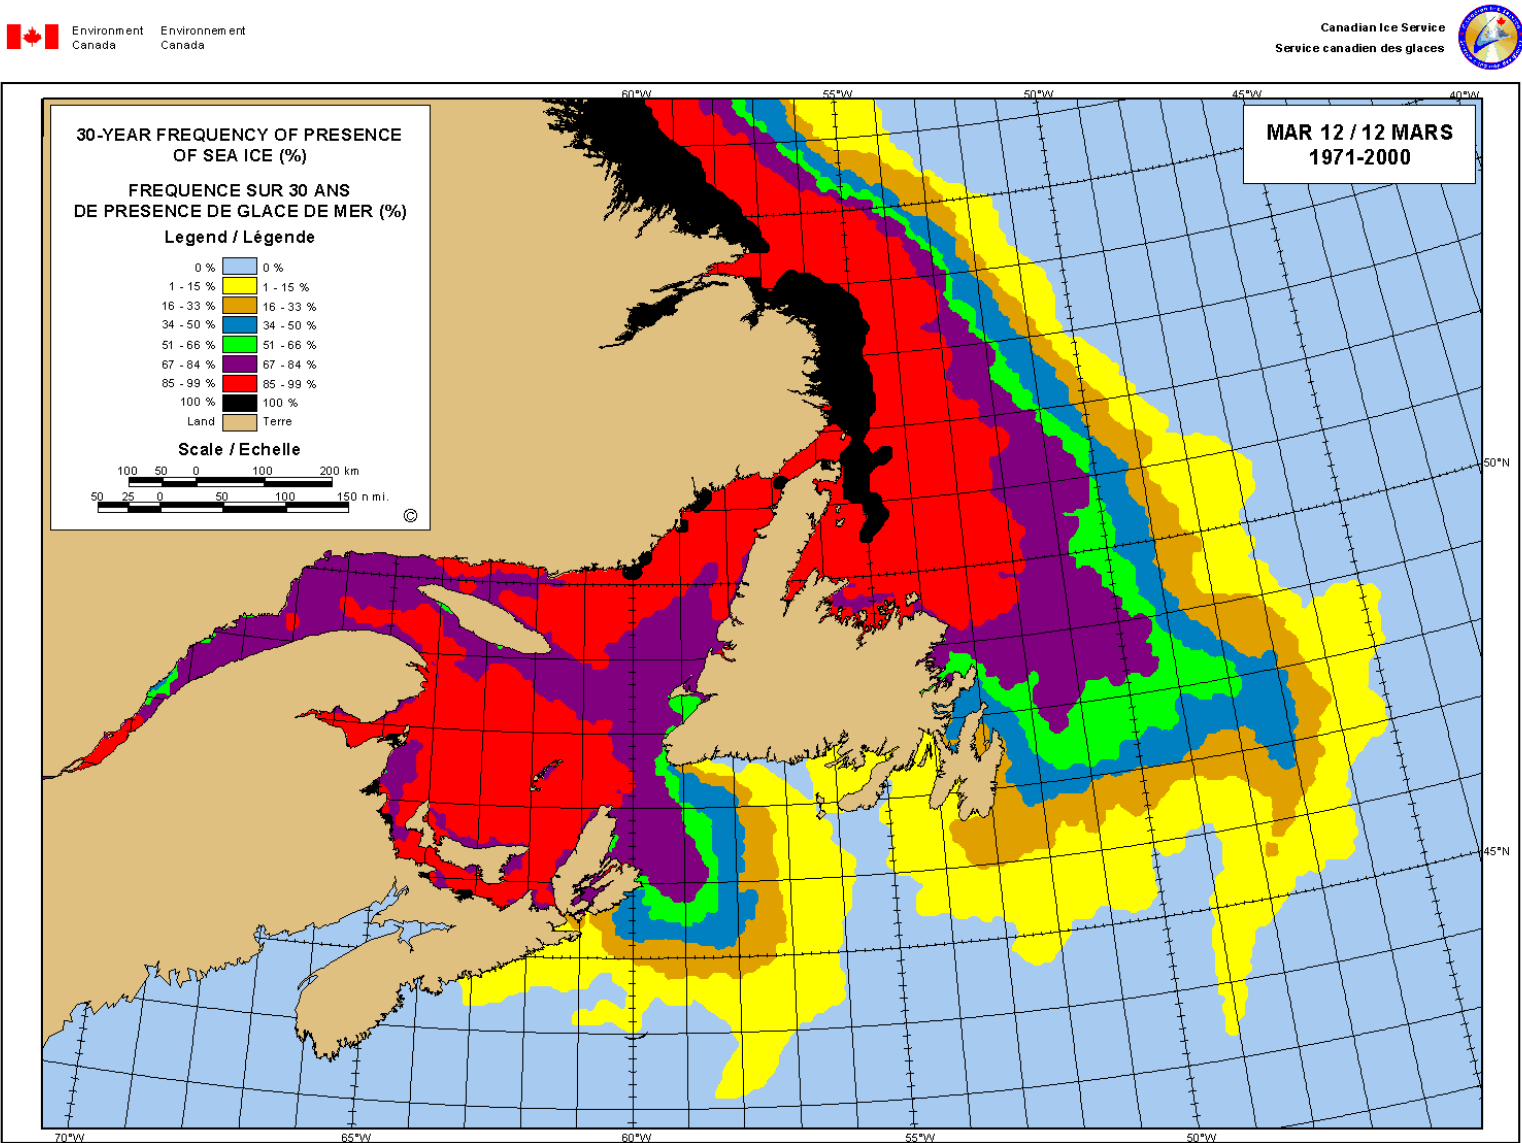 Environment Environnement
Canada Canada
Canadian Ice Service
Service canadien des glaces
60°W 55°W 50°W 45°W 40°W
30-YEAR FREQUENCY OF PRESENCE
OF SEA ICE (%)
FREQUENCE SUR 30 ANS
DE PRESENCE DE GLACE DE MER (%)
Legend / Légende
0 % 0 %
1 - 15 % 1 - 15 %
16 - 33 % 16 - 33 %
34 - 50 % 34 - 50 %
51 - 66 % 51 - 66 %
67 - 84 % 67 - 84 %
85 - 99 % 85 - 99 %
100 % 100 %
Land Terre
Scale / Echelle
100 50 0 100 200 km
50 25 0 50 100 150 n mi.
©
MAR 12 / 12 MARS
1971-2000
50°N
45°N
70°W 65°W 60°W 55°W 50°W